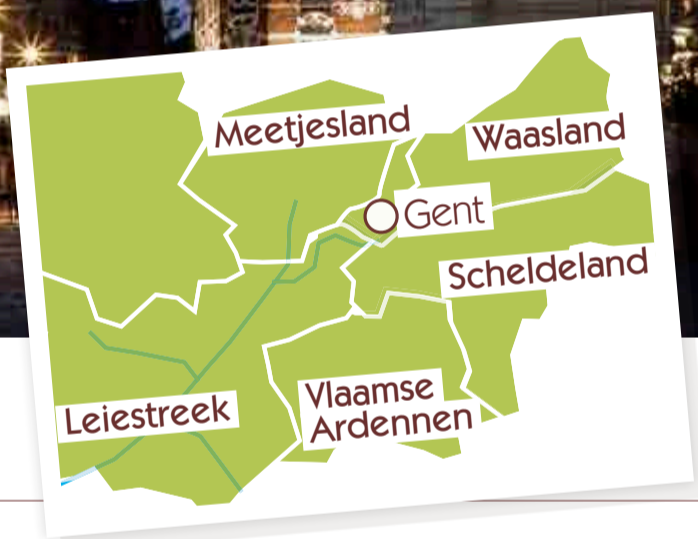 Meetjesland
Waasland
Gent
Scheldeland
Vlaamse
Ardennen
Leiestreek